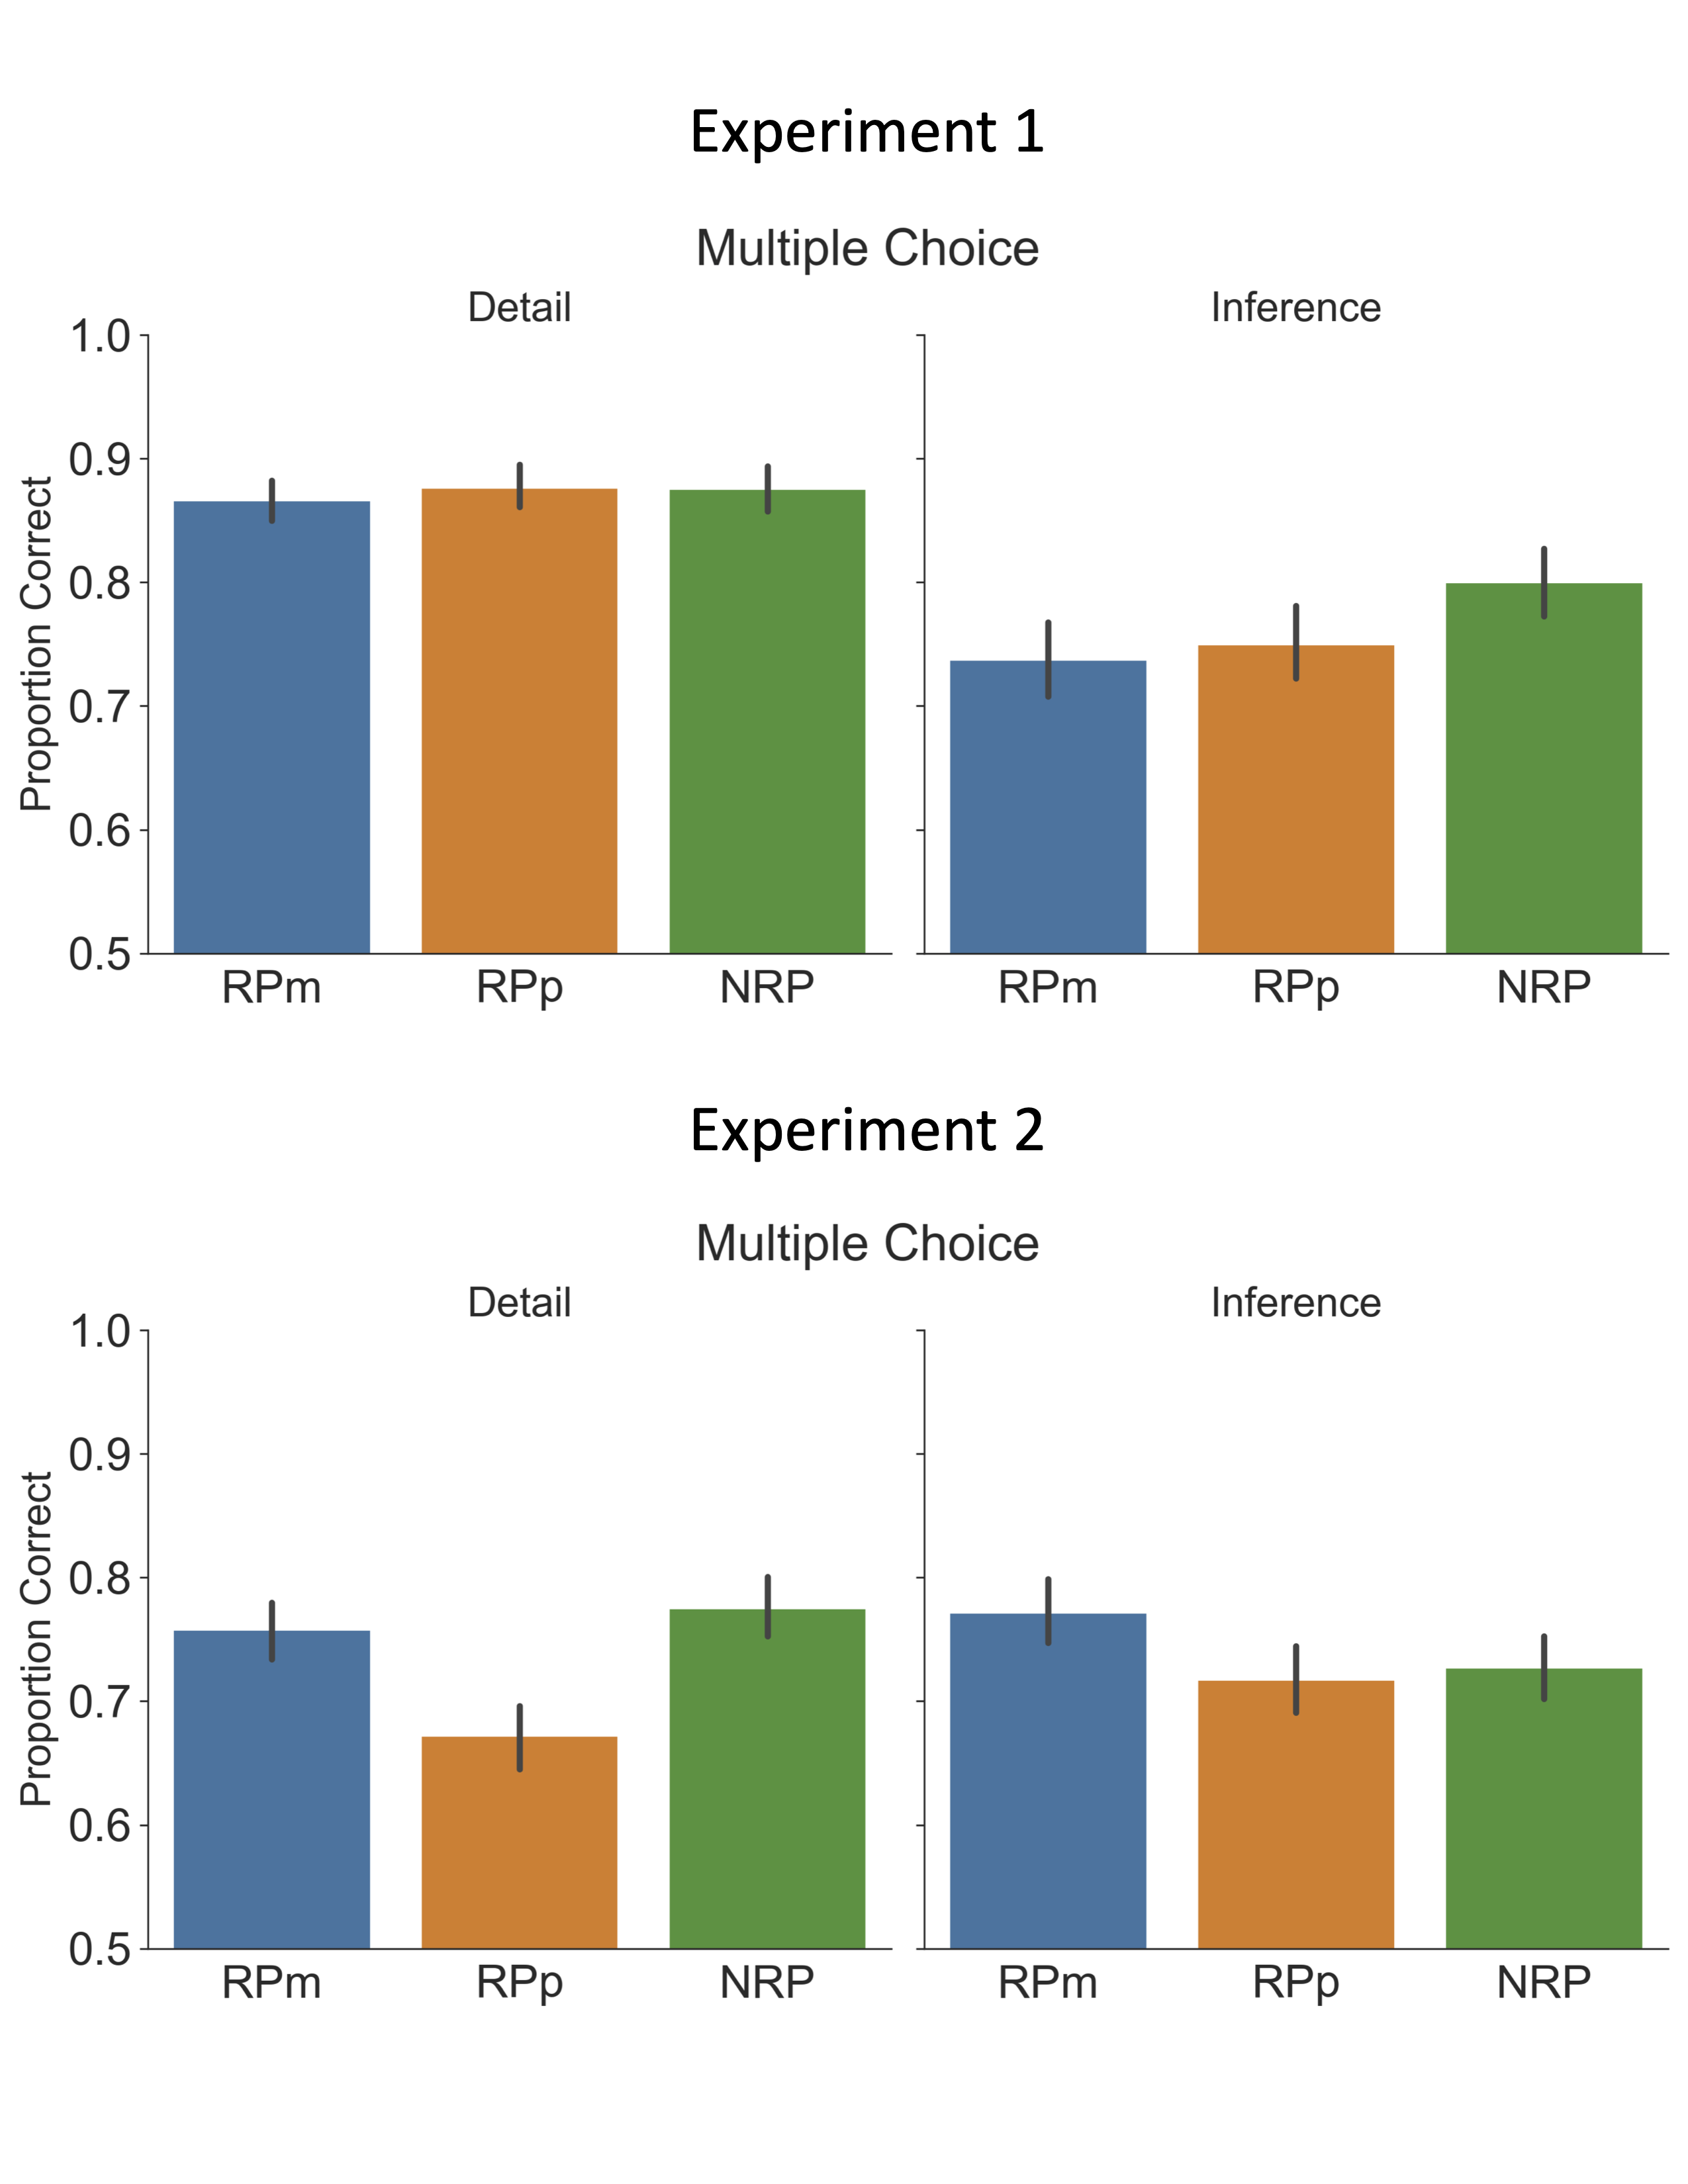 Experiment 1
Multiple Choice
Detail Inference
1.0
0.9
0.8
0.7
0.6
0.5
Proportion Correct
RPm RPp NRP RPm RPp NRP
Experiment 2
Multiple Choice
Detail Inference
1.0
0.9
0.8
0.7
0.6
0.5
Proportion Correct
RPm RPp NRP RPm RPp NRP